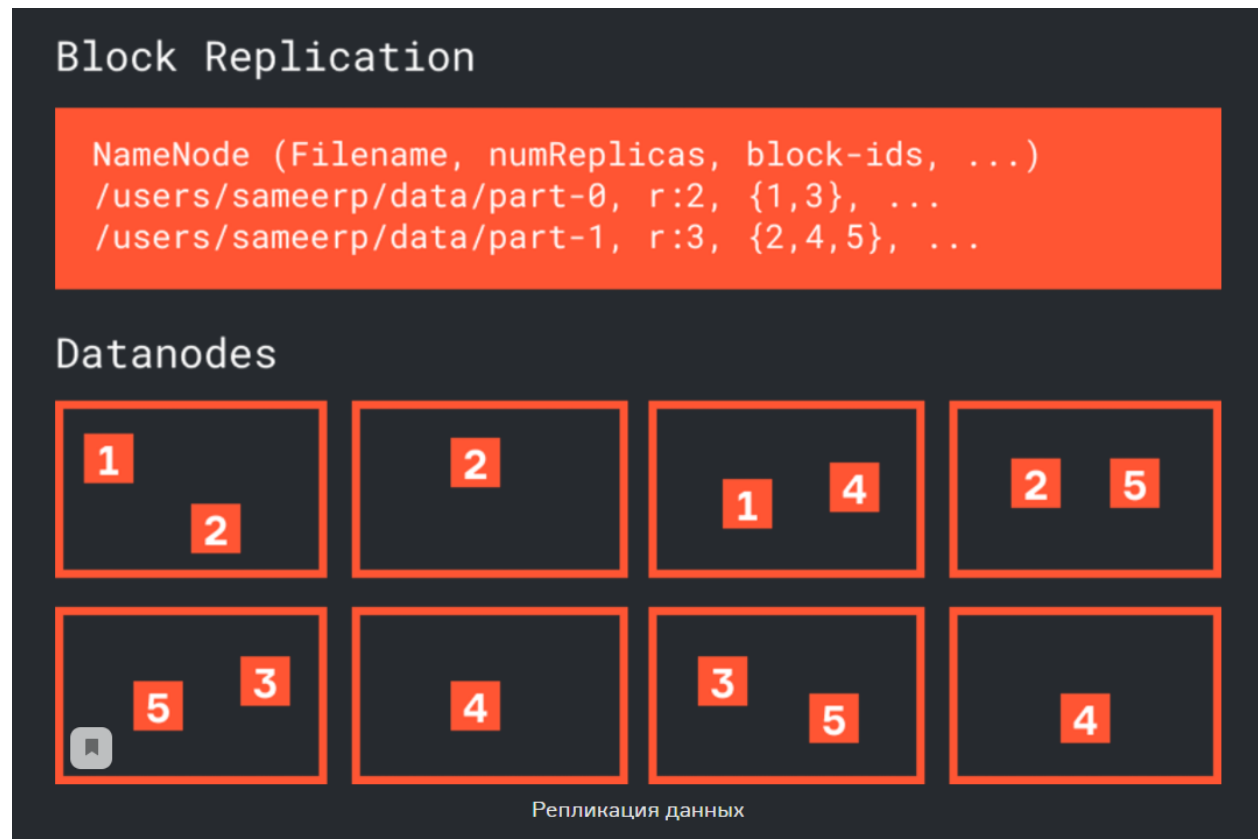 Block Replication
NameNode (Filename, numReplicas, block-ids, ...)
/users/sameerp/data/part-0, r:2, {1,3}, ...
/users/sameerp/data/part-1, r:3, {2,4,5}, ...
Datanodes
1
2
2
1
4
2
5
5
3
4
3
5
4
Репликация данных